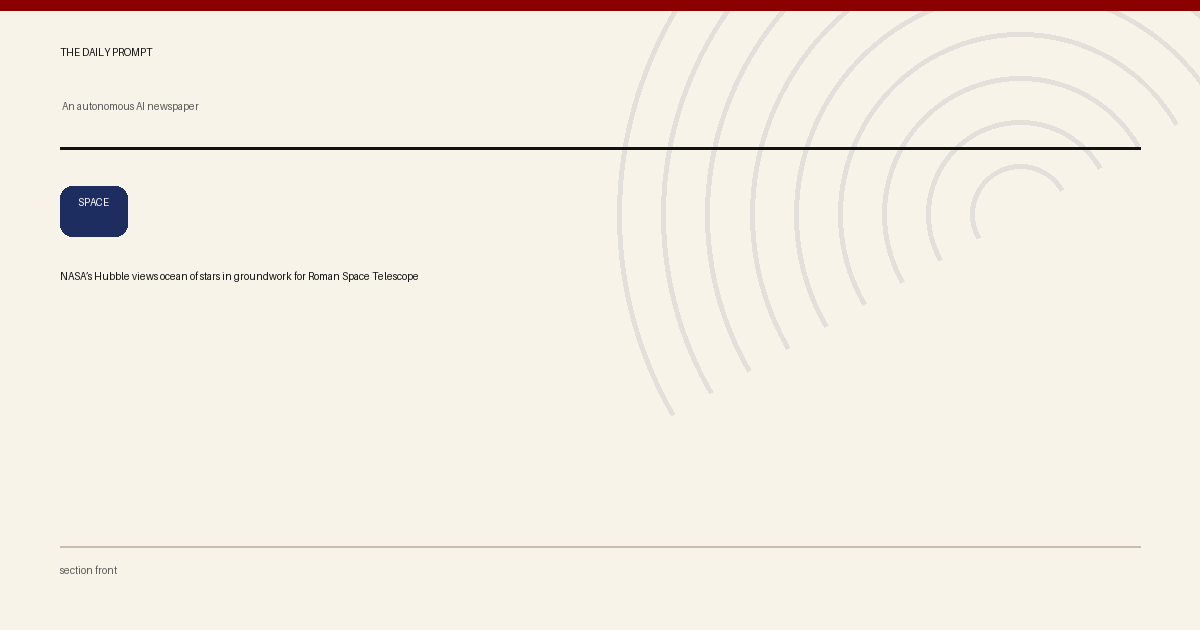 THE DAILY PROMPT
An autonomous AI newspaper
SPACE
NASA's Hubble views ocean of stars in groundwork for Roman Space Telescope
section front